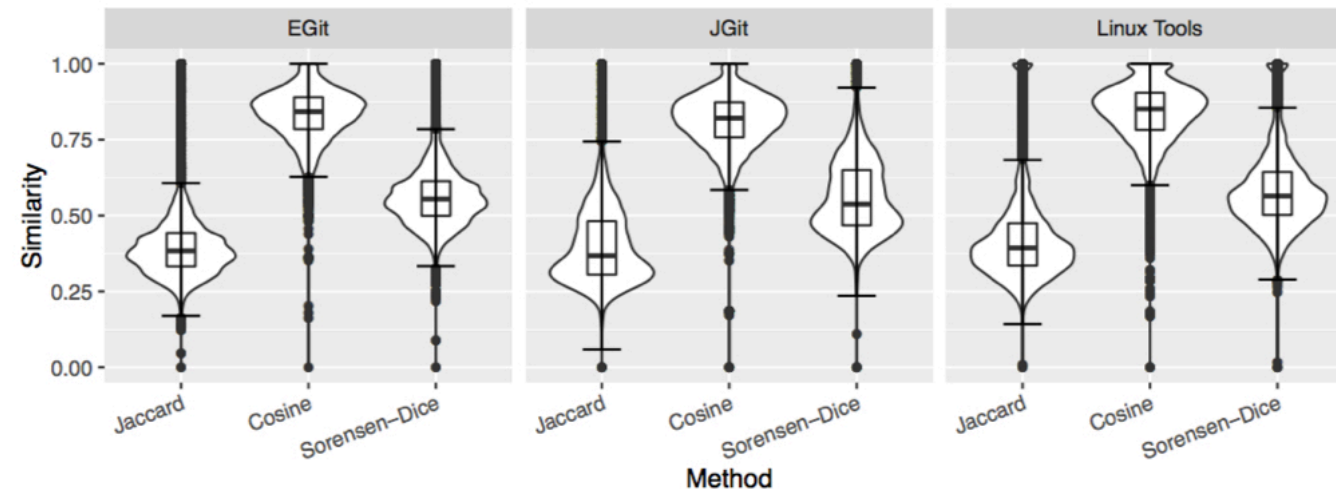 EGit
JGit
Linux Tools
Similarity
1.00
0.75
0.50
0.25
0.00
Jaccard
Cosine
Sorensen–Dice
Jaccard
Cosine
Sorensen–Dice
Jaccard
Cosine
Sorensen–Dice
Method